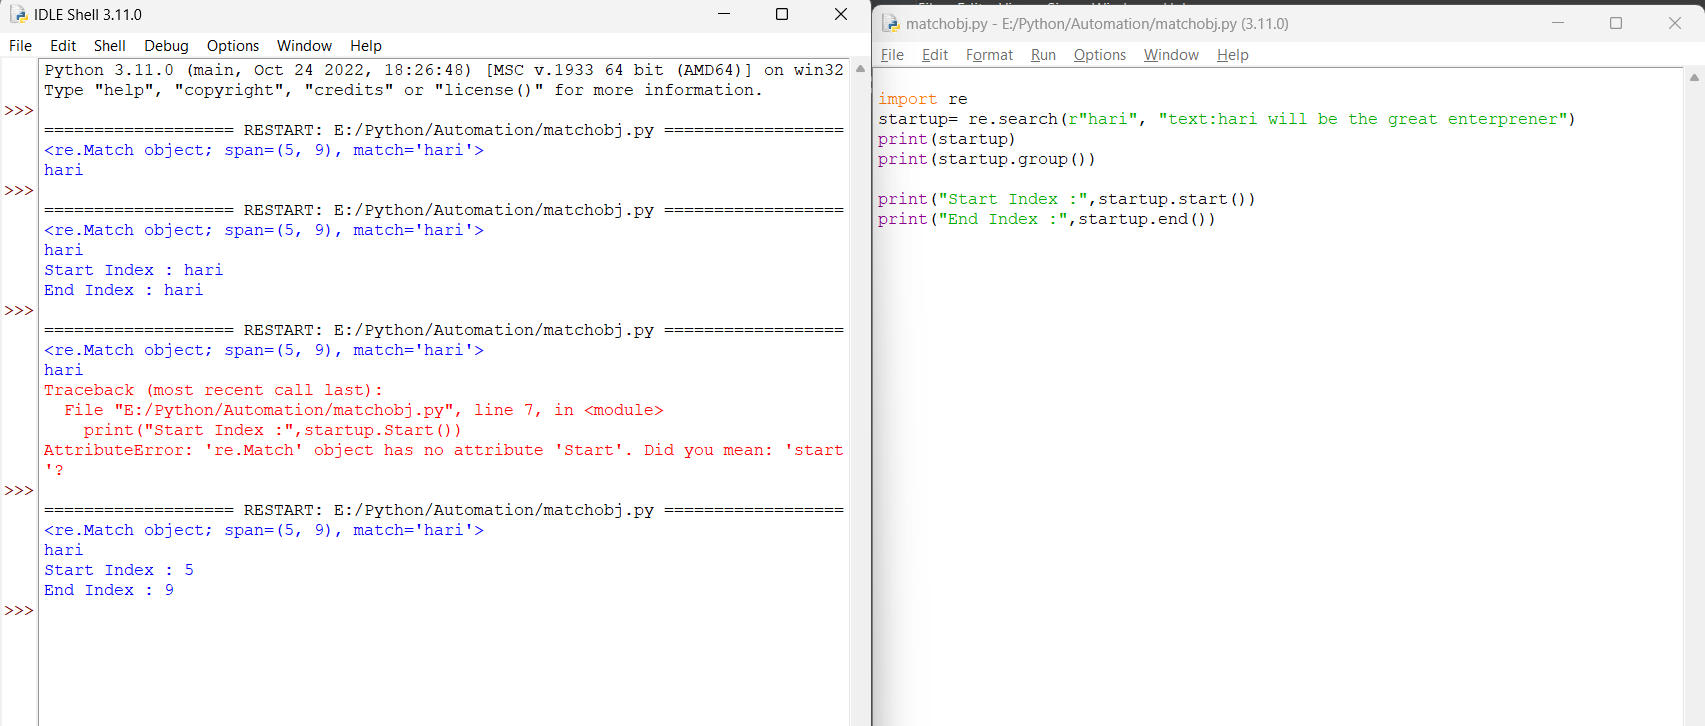 IDLE Shell 3.11.0
File Edit Shell Debug Options Window Help
Python 3.11.0 (main, Oct 24 2022, 18:26:48) [MSC v.1933 64 bit (AMD64)] on win32
Type "help", "copyright", "credits" or "license()" for more information.
>>>
=================== RESTART: E:/Python/Automation/matchobj.py ==================
<re.Match object; span=(5, 9), match='hari'>
hari
>>>
=================== RESTART: E:/Python/Automation/matchobj.py ==================
<re.Match object; span=(5, 9), match='hari'>
hari
Start Index : hari
End Index : hari
>>>
=================== RESTART: E:/Python/Automation/matchobj.py ==================
<re.Match object; span=(5, 9), match='hari'>
hari
Traceback (most recent call last):
  File "E:/Python/Automation/matchobj.py", line 7, in <module>
    print("Start Index :",startup.Start())
AttributeError: 're.Match' object has no attribute 'Start'. Did you mean: 'start
'?
>>>
=================== RESTART: E:/Python/Automation/matchobj.py ==================
<re.Match object; span=(5, 9), match='hari'>
hari
Start Index : 5
End Index : 9
>>>
matchobj.py - E:/Python/Automation/matchobj.py (3.11.0)
File Edit Format Run Options Window Help
import re
startup= re.search(r"hari", "text:hari will be the great enterprener")
print(startup)
print(startup.group())
print("Start Index :",startup.start())
print("End Index :",startup.end())